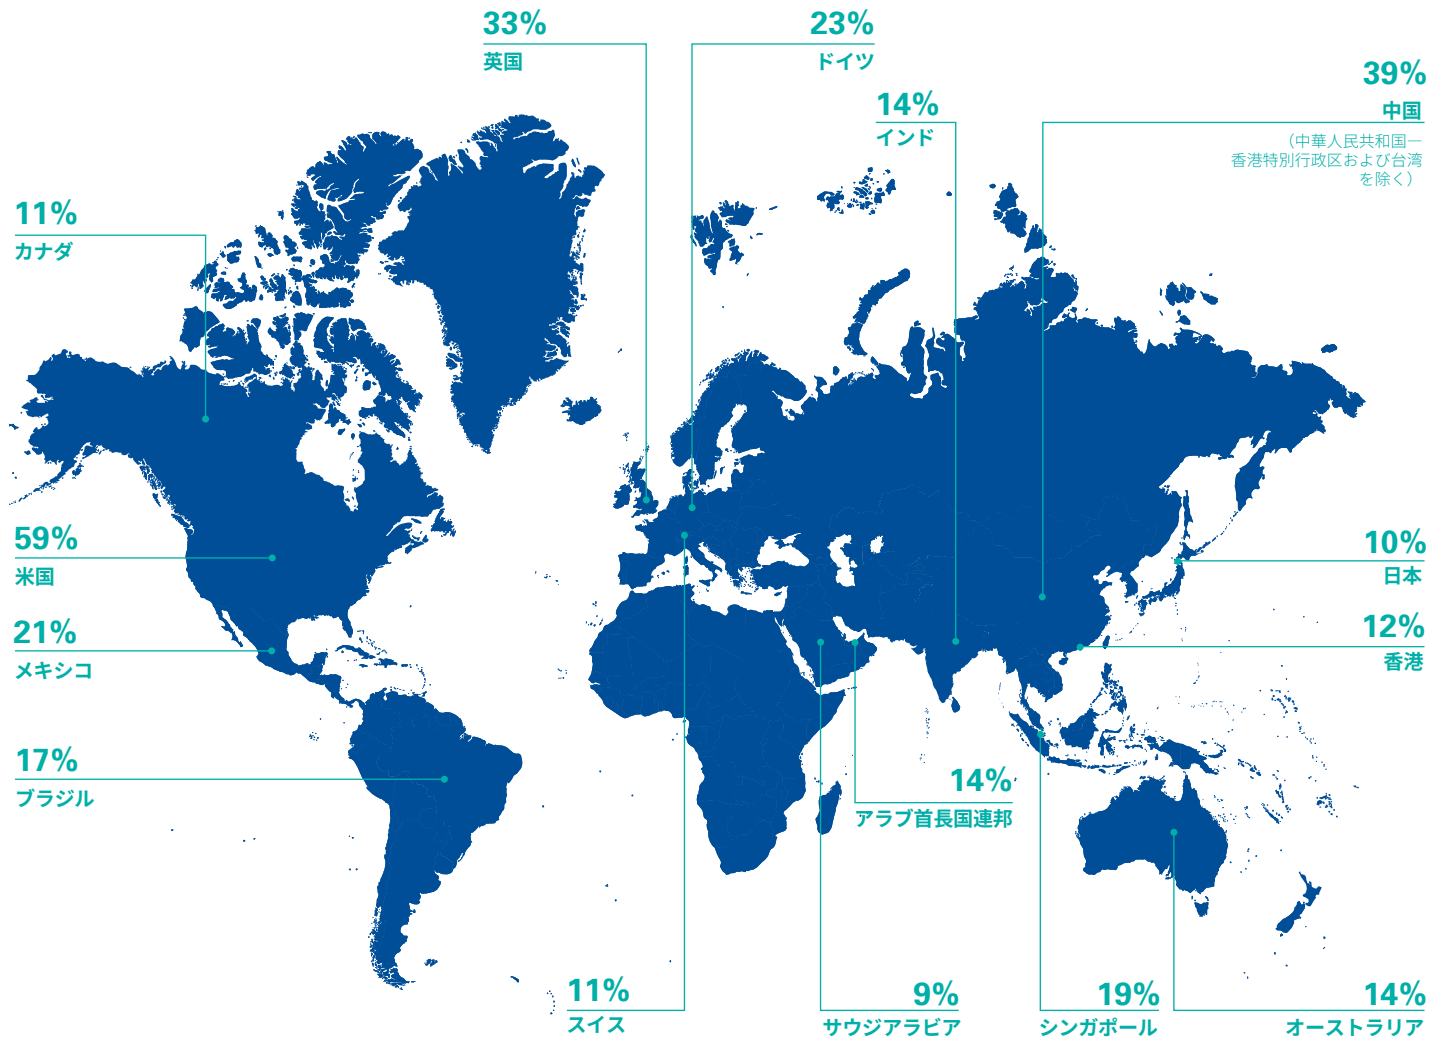 33%
英国
23%
ドイツ
39%
中国
（中華人民共和国—
香港特別行政区および台湾
を除く）
14%
インド
11%
カナダ
59%
米国
10%
日本
21%
メキシコ
12%
香港
17%
ブラジル
14%
アラブ首長国連邦
11%
スイス
9%
サウジアラビア
19%
シンガポール
14%
オーストラリア